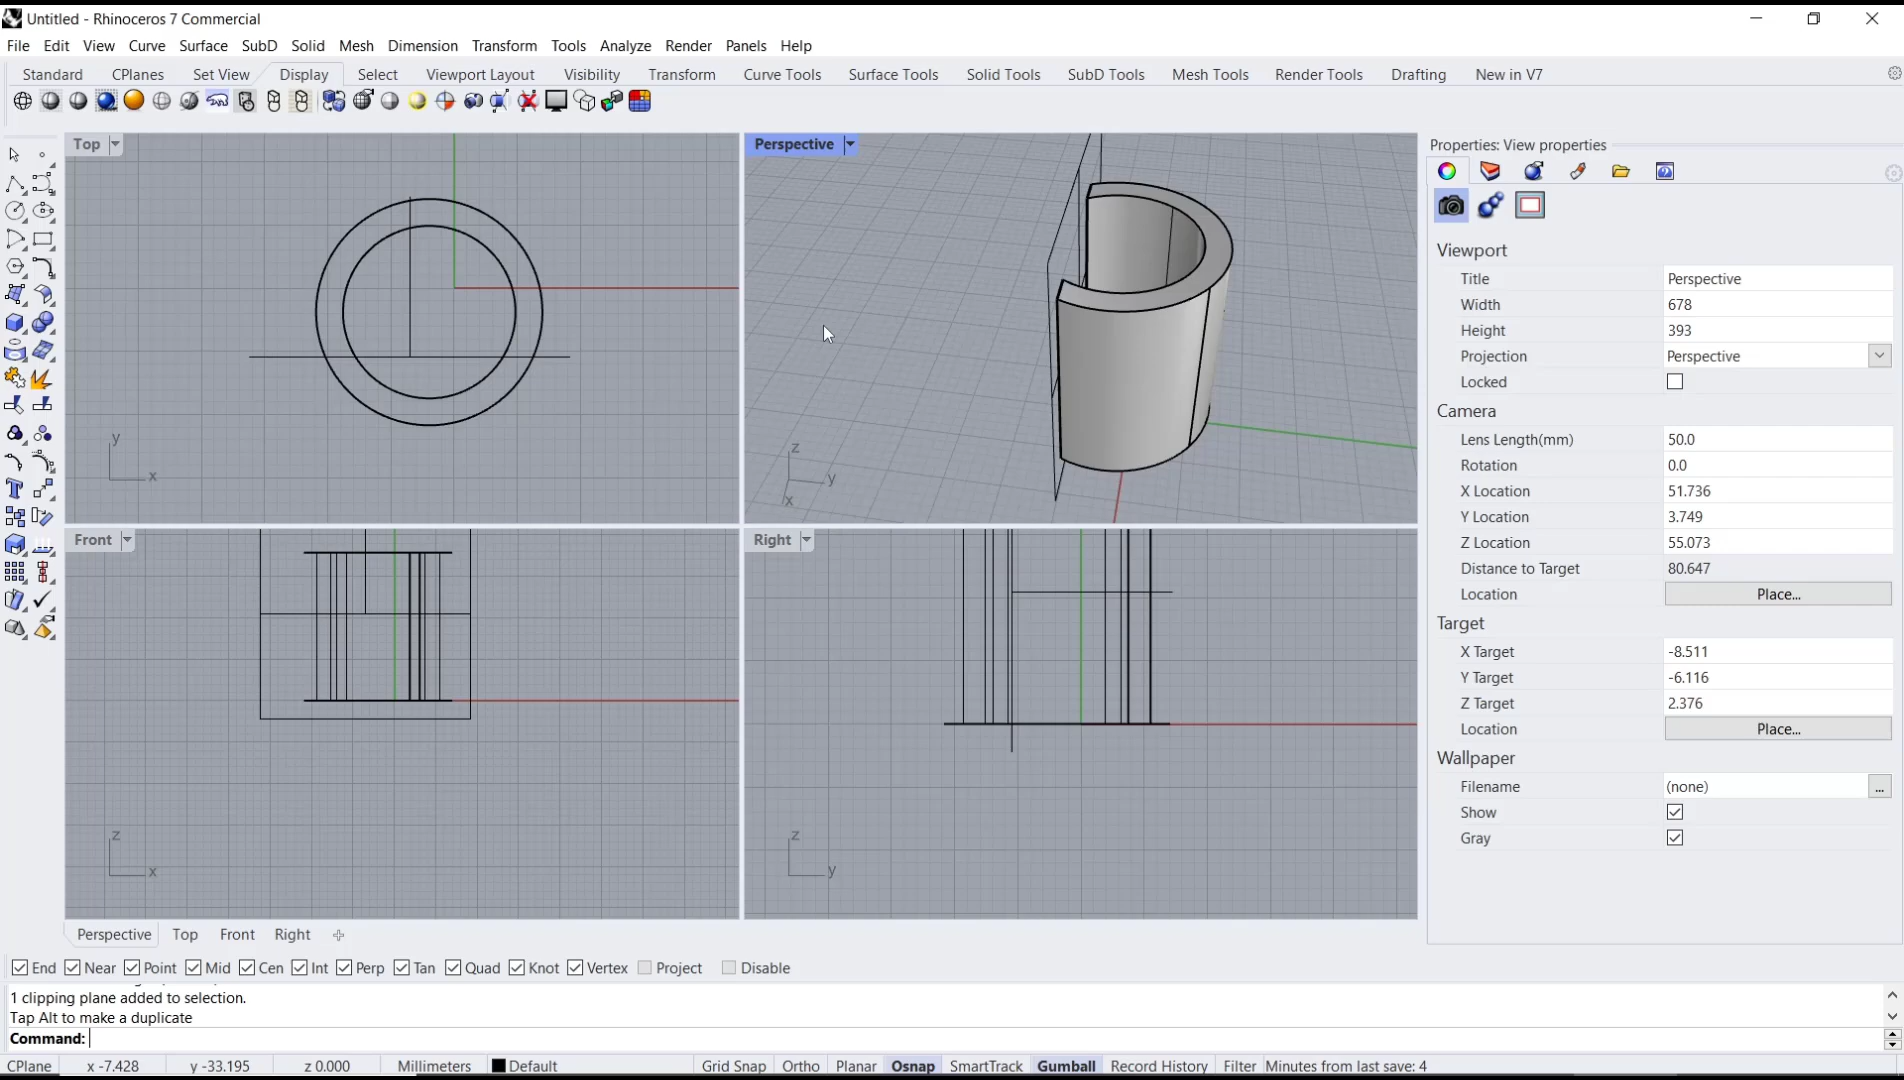 Untitled - Rhinoceros 7 Commercial
File Edit View Curve Surface SubD Solid Mesh Dimension Transform Tools Analyze Render Panels Help
Standard CPlanes Set View Display Select Viewport Layout Visibility Transform Curve Tools Surface Tools Solid Tools SubD Tools Mesh Tools Render Tools Drafting New in V7
Top
y
x
Perspective
z
y
x
Front
z
x
Right
z
y
Properties: View properties
Viewport
Title Perspective
Width 678
Height 393
Projection Perspective
Locked
Camera
Lens Length(mm) 50.0
Rotation 0.0
X Location 51.736
Y Location 3.749
Z Location 55.073
Distance to Target 80.647
Location Place...
Target
X Target -8.511
Y Target -6.116
Z Target 2.376
Location Place...
Wallpaper
Filename (none) ...
Show
Gray
Perspective Top Front Right
End Near Point Mid Cen Int Perp Tan Quad Knot Vertex Project Disable
1 clipping plane added to selection.
Tap Alt to make a duplicate
Command:
CPlane x -7.428 y -33.195 z 0.000 Millimeters Default Grid Snap Ortho Planar Osnap SmartTrack Gumball Record History Filter Minutes from last save: 4